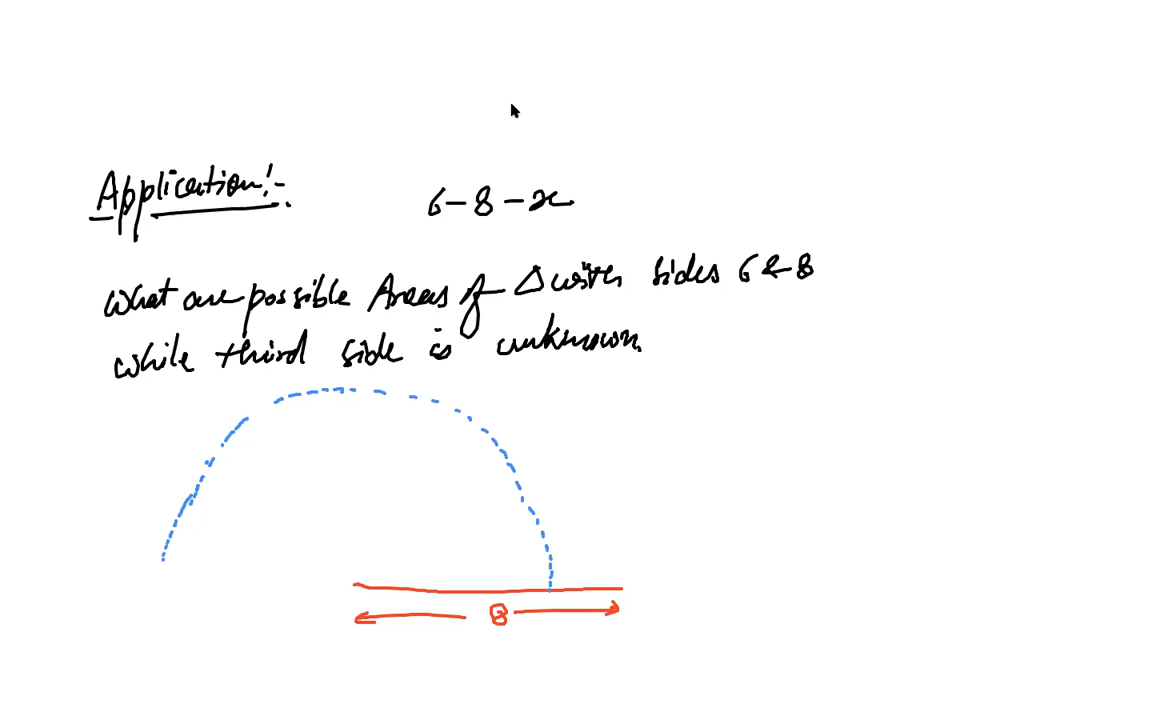 Application:-
6-8-x
What are possible Areas of Δ with sides 6 & 8
while third side is unknown.
8